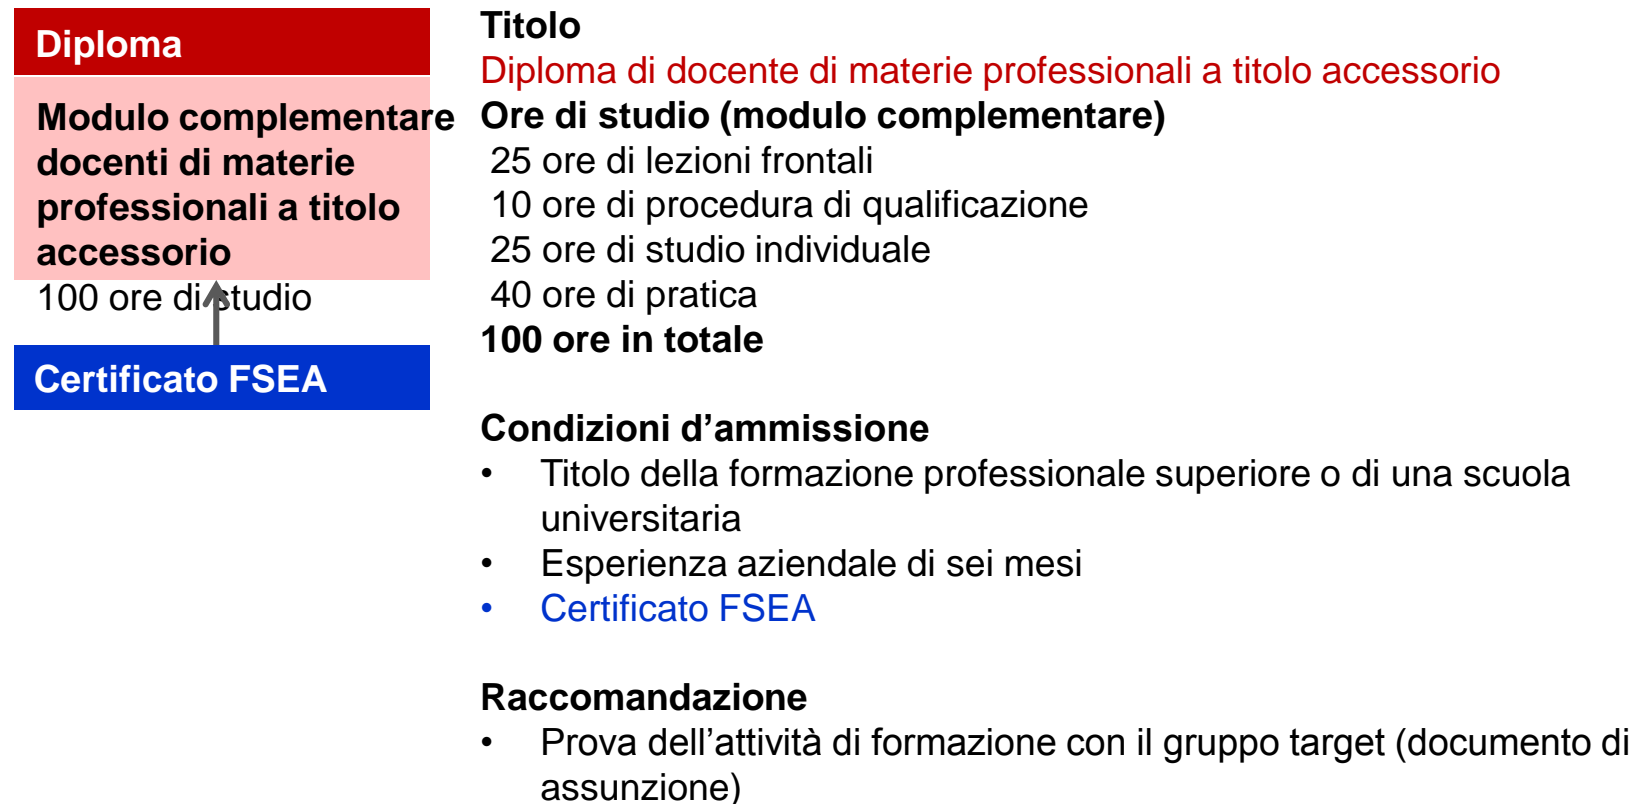 Diploma
Modulo complementare
docenti di materie
professionali a titolo
accessorio
100 ore di studio
Certificato FSEA
Titolo
Diploma di docente di materie professionali a titolo accessorio
Ore di studio (modulo complementare)
25 ore di lezioni frontali
10 ore di procedura di qualificazione
25 ore di studio individuale
40 ore di pratica
100 ore in totale
Condizioni d’ammissione
• Titolo della formazione professionale superiore o di una scuola
universitaria
• Esperienza aziendale di sei mesi
• Certificato FSEA
Raccomandazione
• Prova dell’attività di formazione con il gruppo target (documento di
assunzione)